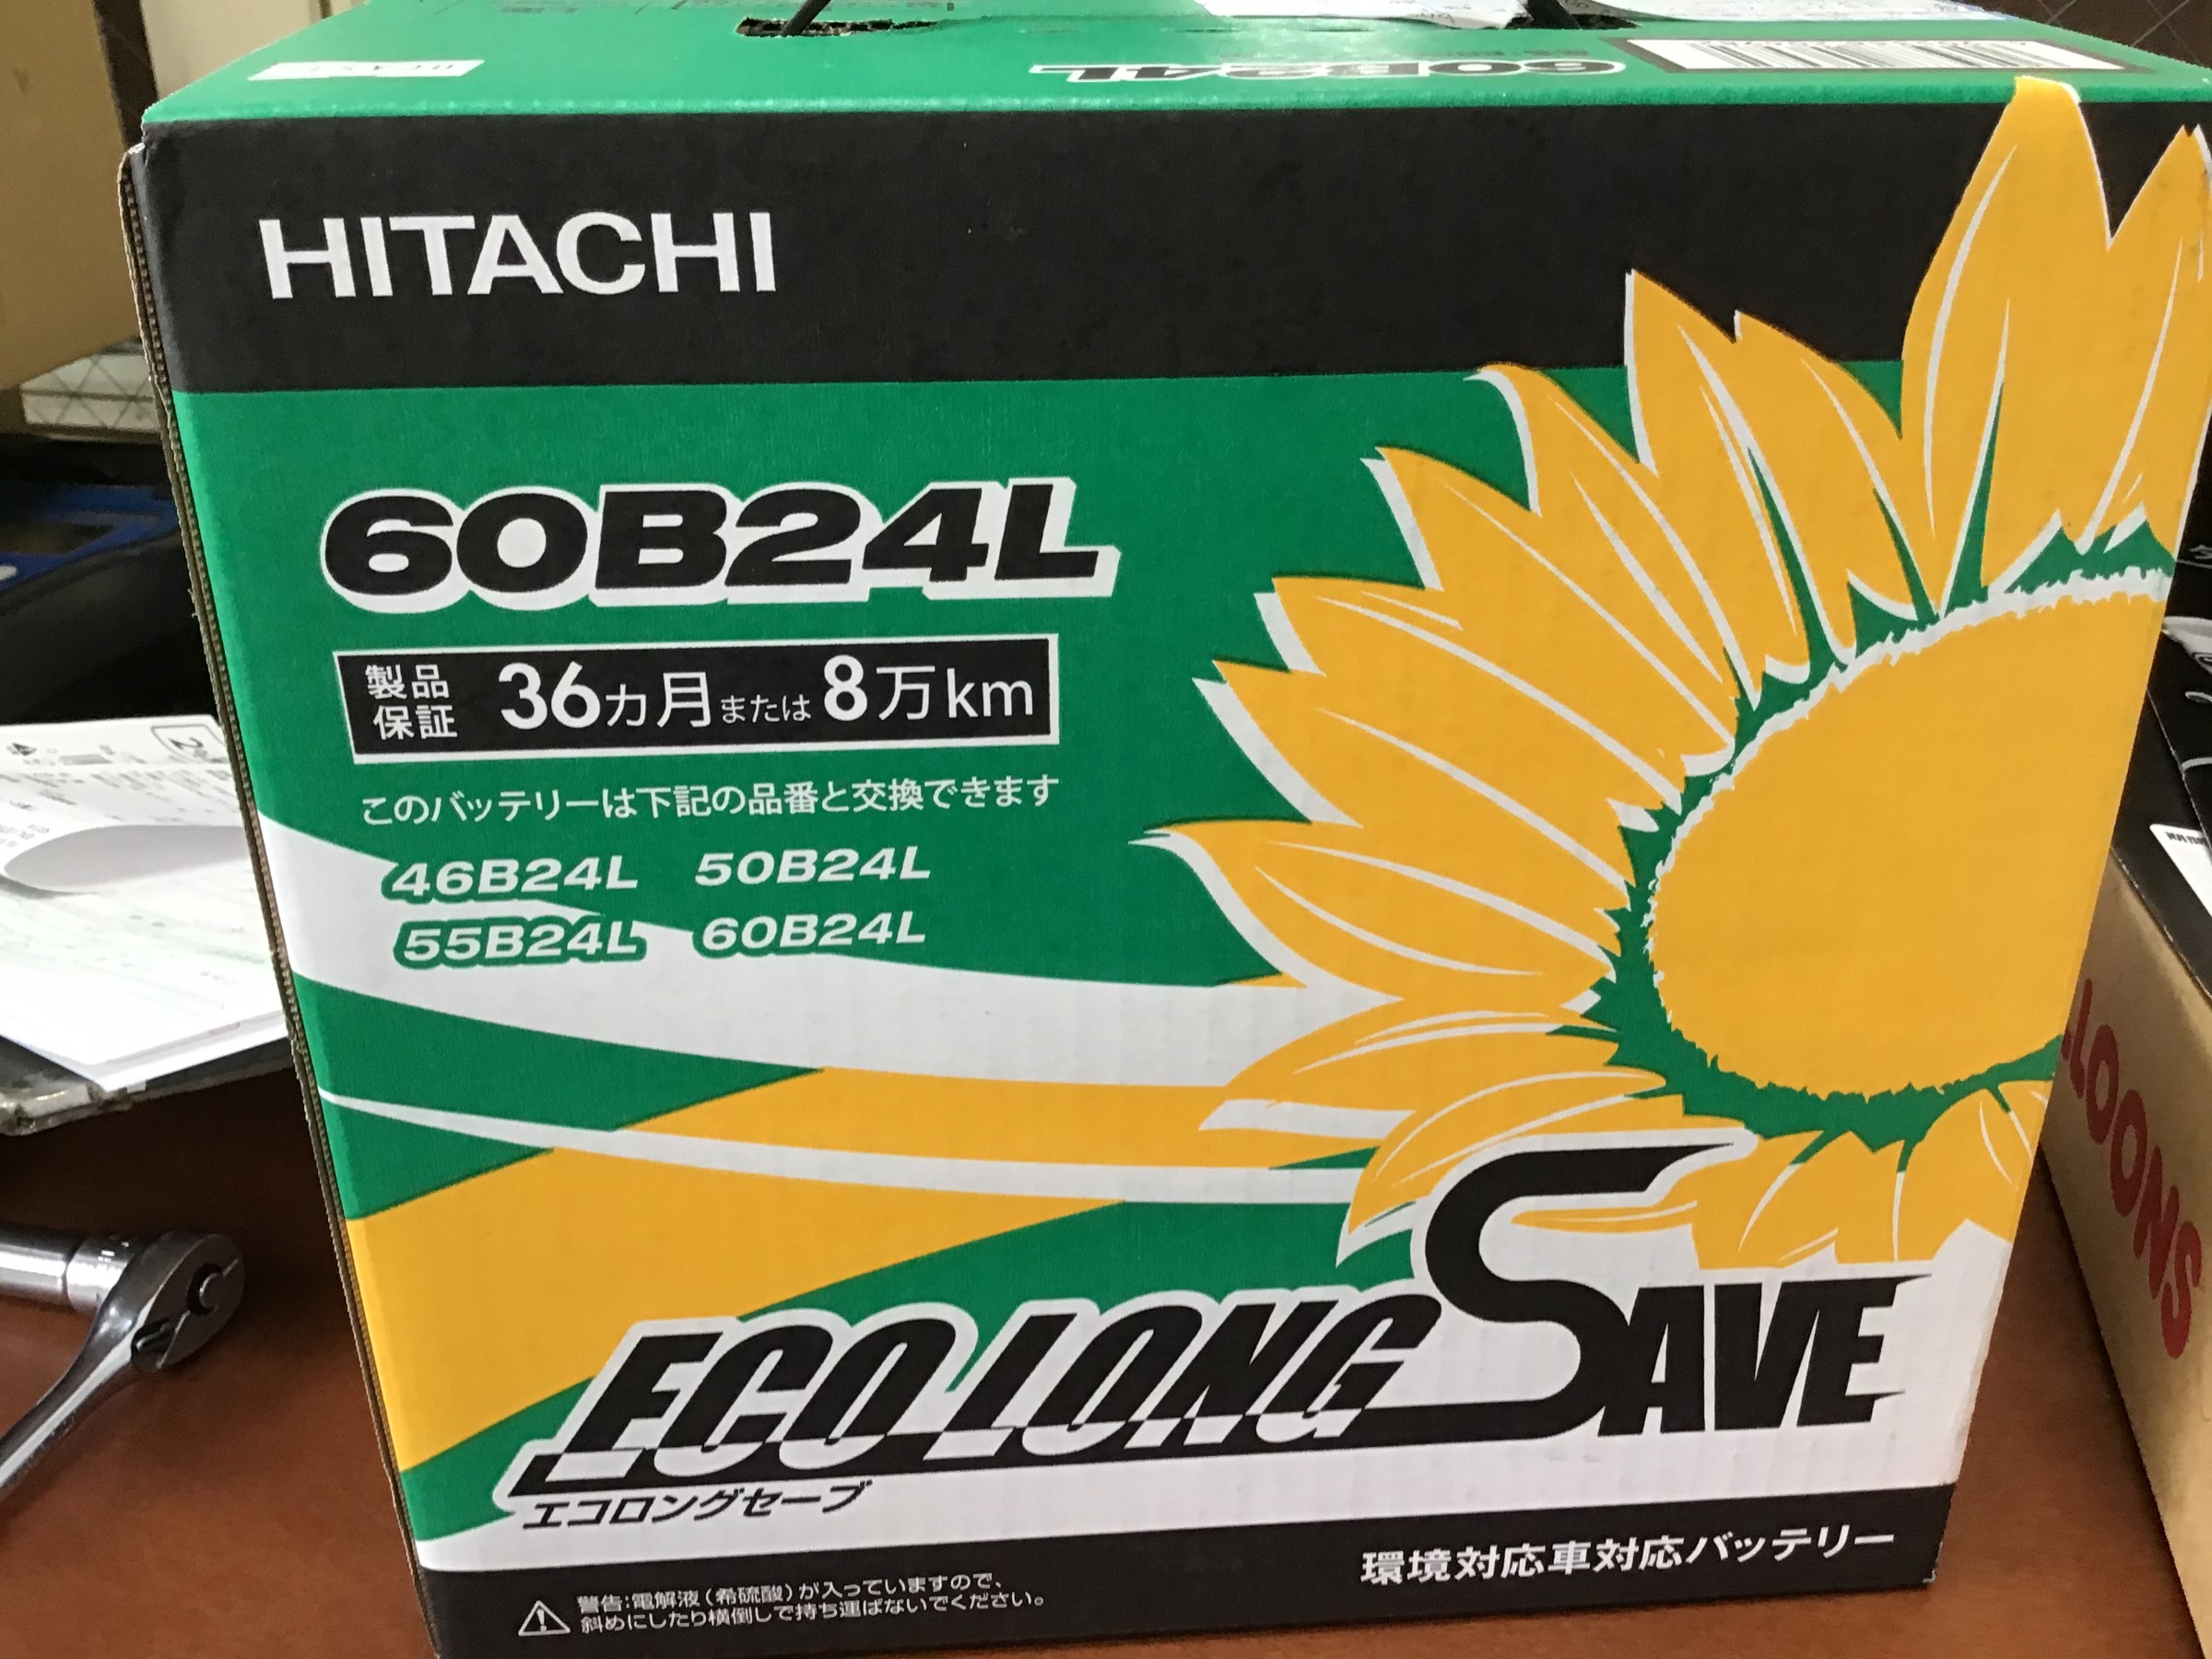 60B24L
HITACHI
60B24L
製品保証 36カ月または8万km
このバッテリーは下記の品番と交換できます
46B24L 50B24L
55B24L 60B24L
ECO LONG SAVE
エコロングセーブ
環境対応車対応バッテリー
警告:電解液(希硫酸)が入っていますので、
斜めにしたり横倒しで持ち運ばないでください。
LOONS